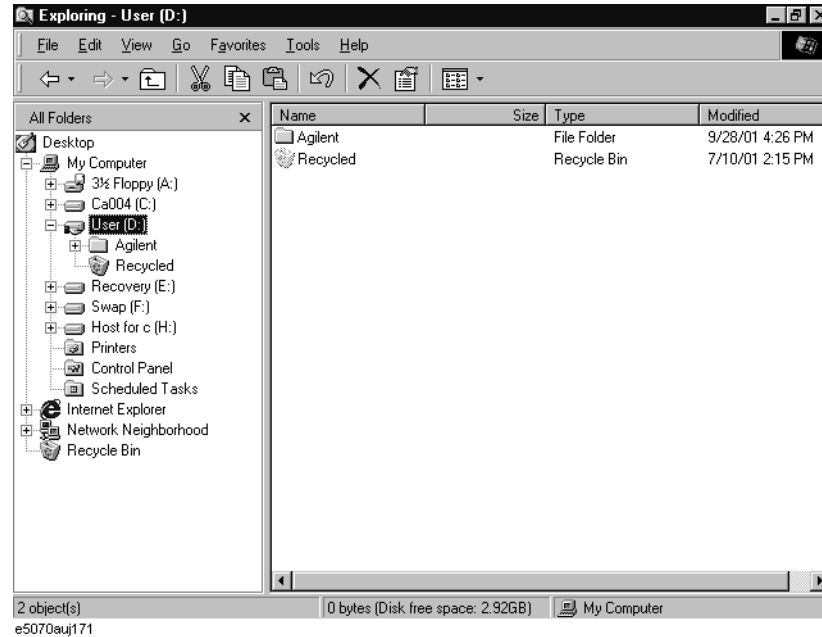 Exploring - User (D:)
File Edit View Go Favorites Tools Help
All Folders
Name Size Type Modified
Agilent File Folder 9/28/01 4:26 PM
Recycled Recycle Bin 7/10/01 2:15 PM
Desktop
My Computer
3½ Floppy (A:)
Ca004 (C:)
User (D:)
Agilent
Recycled
Recovery (E:)
Swap (F:)
Host for c (H:)
Printers
Control Panel
Scheduled Tasks
Internet Explorer
Network Neighborhood
Recycle Bin
2 object(s) 0 bytes (Disk free space: 2.92GB) My Computer
e5070auj171